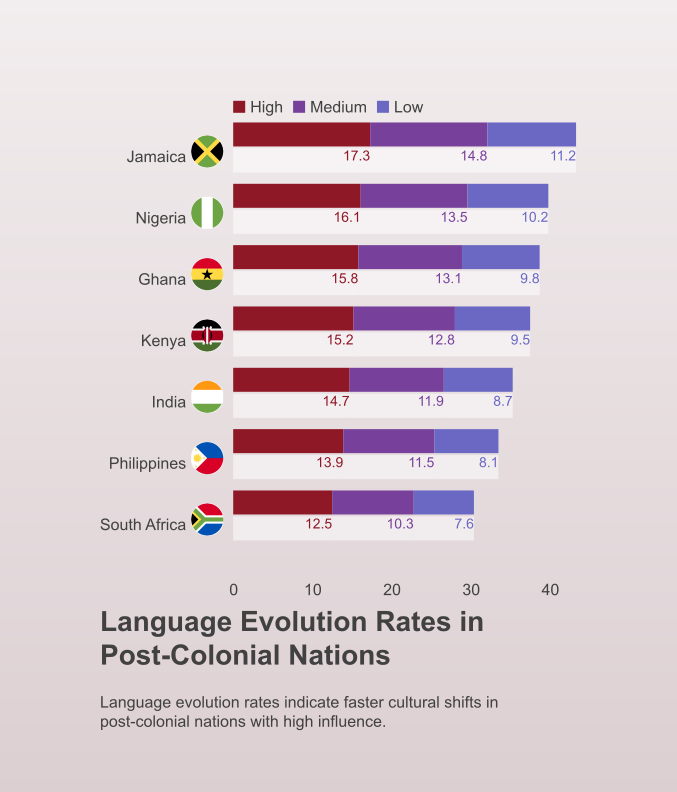 High Medium Low
Jamaica 17.3 14.8 11.2
Nigeria 16.1 13.5 10.2
Ghana 15.8 13.1 9.8
Kenya 15.2 12.8 9.5
India 14.7 11.9 8.7
Philippines 13.9 11.5 8.1
South Africa 12.5 10.3 7.6
0 10 20 30 40
Language Evolution Rates in
Post-Colonial Nations
Language evolution rates indicate faster cultural shifts in
post-colonial nations with high influence.